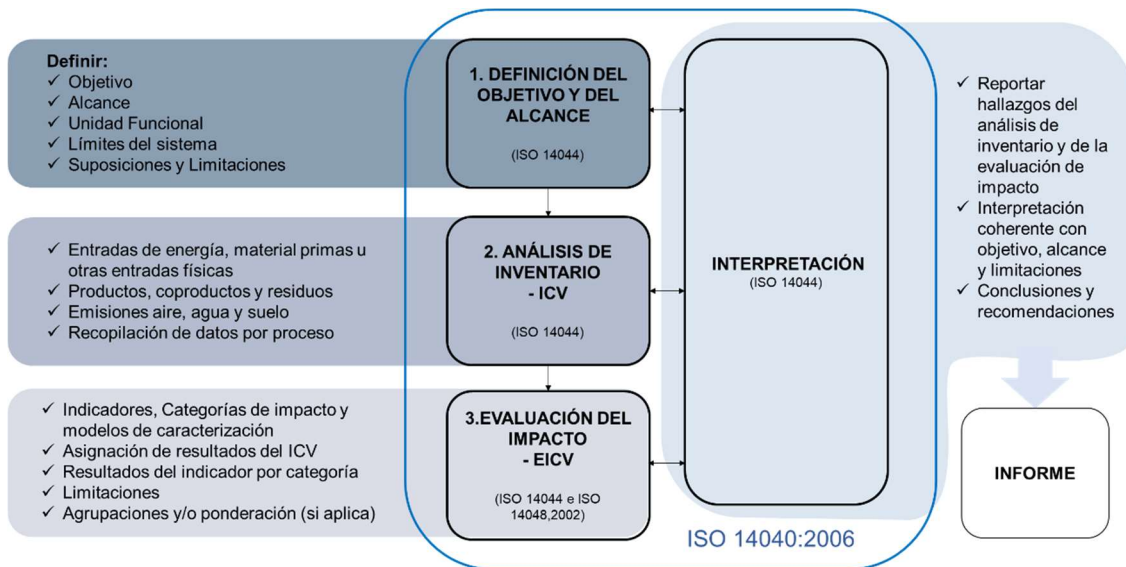 Definir:
✓ Objetivo
✓ Alcance
✓ Unidad Funcional
✓ Límites del sistema
✓ Suposiciones y Limitaciones
1. DEFINICIÓN DEL
OBJETIVO Y DEL
ALCANCE
(ISO 14044)
✓ Entradas de energía, material primas u
otras entradas físicas
✓ Productos, coproductos y residuos
✓ Emisiones aire, agua y suelo
✓ Recopilación de datos por proceso
2. ANÁLISIS DE
INVENTARIO
- ICV
(ISO 14044)
✓ Indicadores, Categorías de impacto y
modelos de caracterización
✓ Asignación de resultados del ICV
✓ Resultados del indicador por categoría
✓ Limitaciones
✓ Agrupaciones y/o ponderación (si aplica)
3.EVALUACIÓN DEL
IMPACTO
- EICV
(ISO 14044 e ISO
14048,2002)
INTERPRETACIÓN
(ISO 14044)
ISO 14040:2006
✓ Reportar
hallazgos del
análisis de
inventario y de la
evaluación de
impacto
✓ Interpretación
coherente con
objetivo, alcance
y limitaciones
✓ Conclusiones y
recomendaciones
INFORME